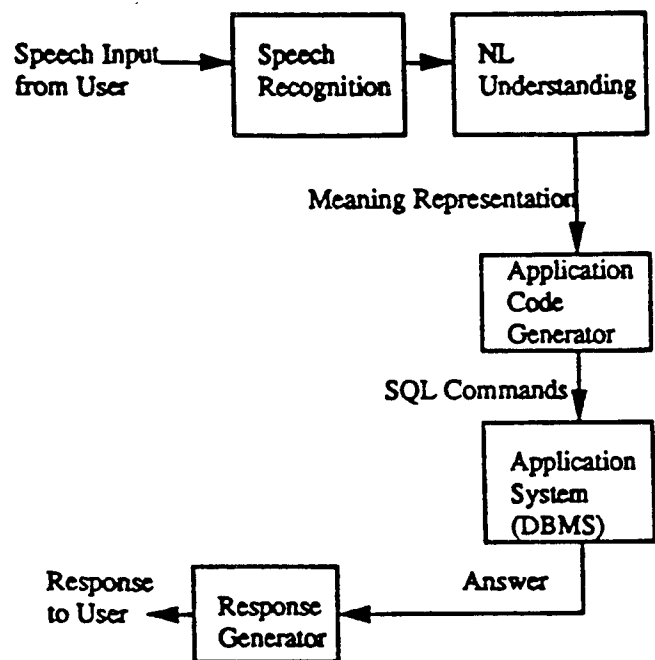 Speech Input
from User
Speech
Recognition
NL
Understanding
Meaning Representation
Application
Code
Generator
SQL Commands
Application
System
(DBMS)
Answer
Response
Generator
Response
to User